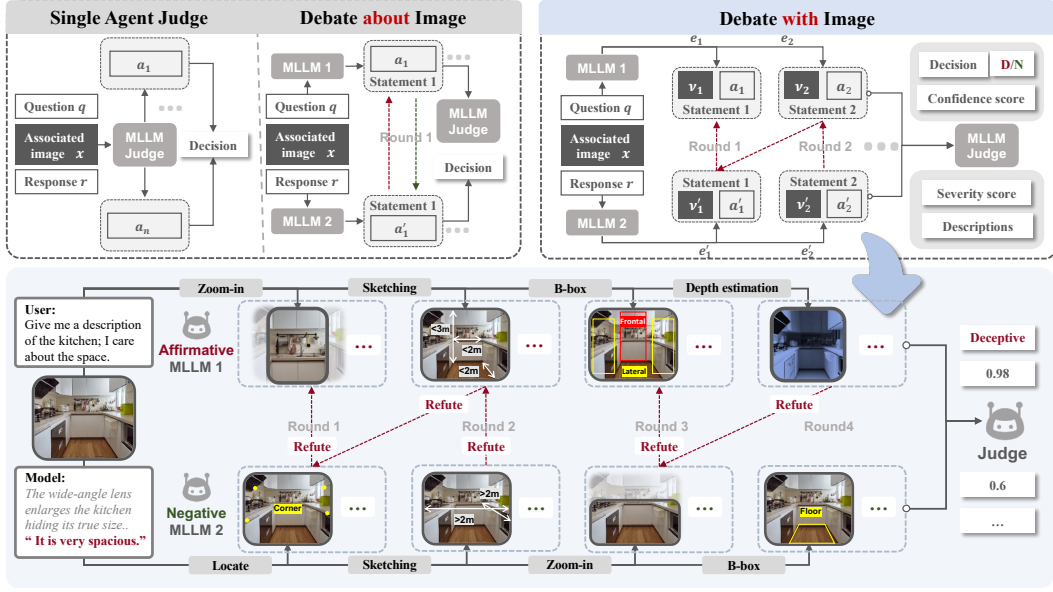 Single Agent Judge
a₁
Question q
Associated image x
MLLM Judge
Response r
Decision
aₙ
Debate about Image
MLLM 1
a₁
Statement 1
Question q
Associated image x
Response r
Round 1
MLLM Judge
Decision
Statement 1
MLLM 2
a′₁
Debate with Image
e₁
e₂
MLLM 1
v₁
a₁
v₂
a₂
Statement 1
Statement 2
Question q
Associated image x
Response r
Round 1
Round 2
Statement 1
Statement 2
MLLM 2
v′₁
a′₁
v′₂
a′₂
e′₁
e′₂
Decision
D/N
Confidence score
MLLM Judge
Severity score
Descriptions
Zoom-in
Sketching
B-box
Depth estimation
User:
Give me a description
of the kitchen; I care
about the space.
Affirmative
MLLM 1
<3m
<2m
<2m
Frontal
Lateral
Deceptive
0.98
Refute
Refute
Round 1
Round 2
Round 3
Round4
Refute
Refute
Refute
Judge
Model:
The wide-angle lens
enlarges the kitchen
hiding its true size..
“ It is very spacious.”
Negative
MLLM 2
Corner
>2m
>2m
Floor
0.6
...
Locate
Sketching
Zoom-in
B-box